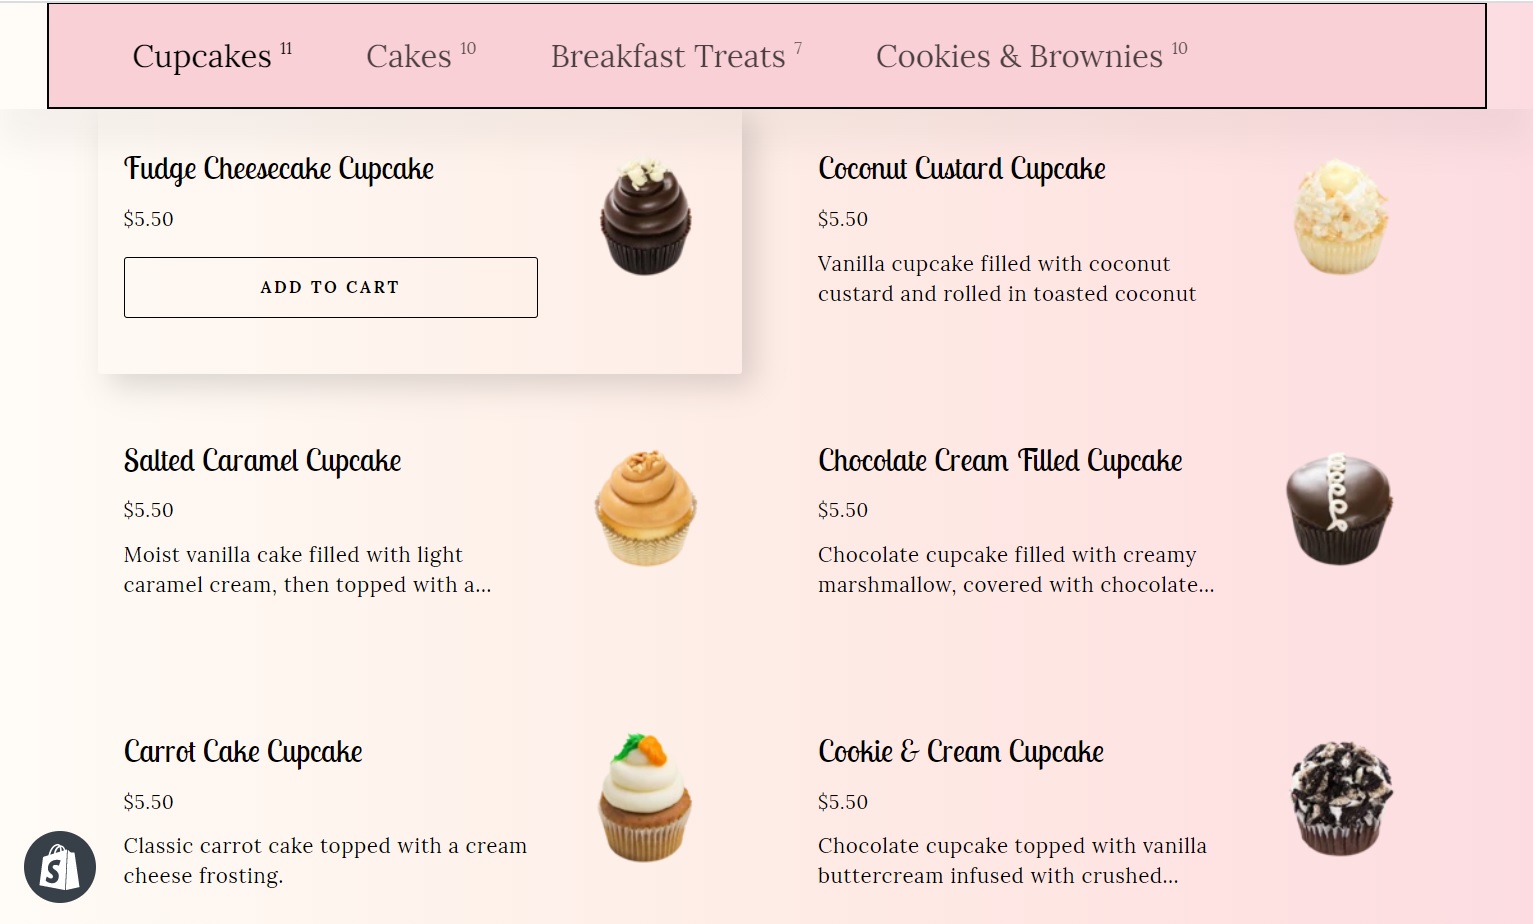 Cupcakes 11 Cakes 10 Breakfast Treats 7 Cookies & Brownies 10
Fudge Cheesecake Cupcake
$5.50
ADD TO CART
Coconut Custard Cupcake
$5.50
Vanilla cupcake filled with coconut
custard and rolled in toasted coconut
Salted Caramel Cupcake
$5.50
Moist vanilla cake filled with light
caramel cream, then topped with a...
Chocolate Cream Filled Cupcake
$5.50
Chocolate cupcake filled with creamy
marshmallow, covered with chocolate...
Carrot Cake Cupcake
$5.50
Classic carrot cake topped with a cream
cheese frosting.
Cookie & Cream Cupcake
$5.50
Chocolate cupcake topped with vanilla
buttercream infused with crushed...
S